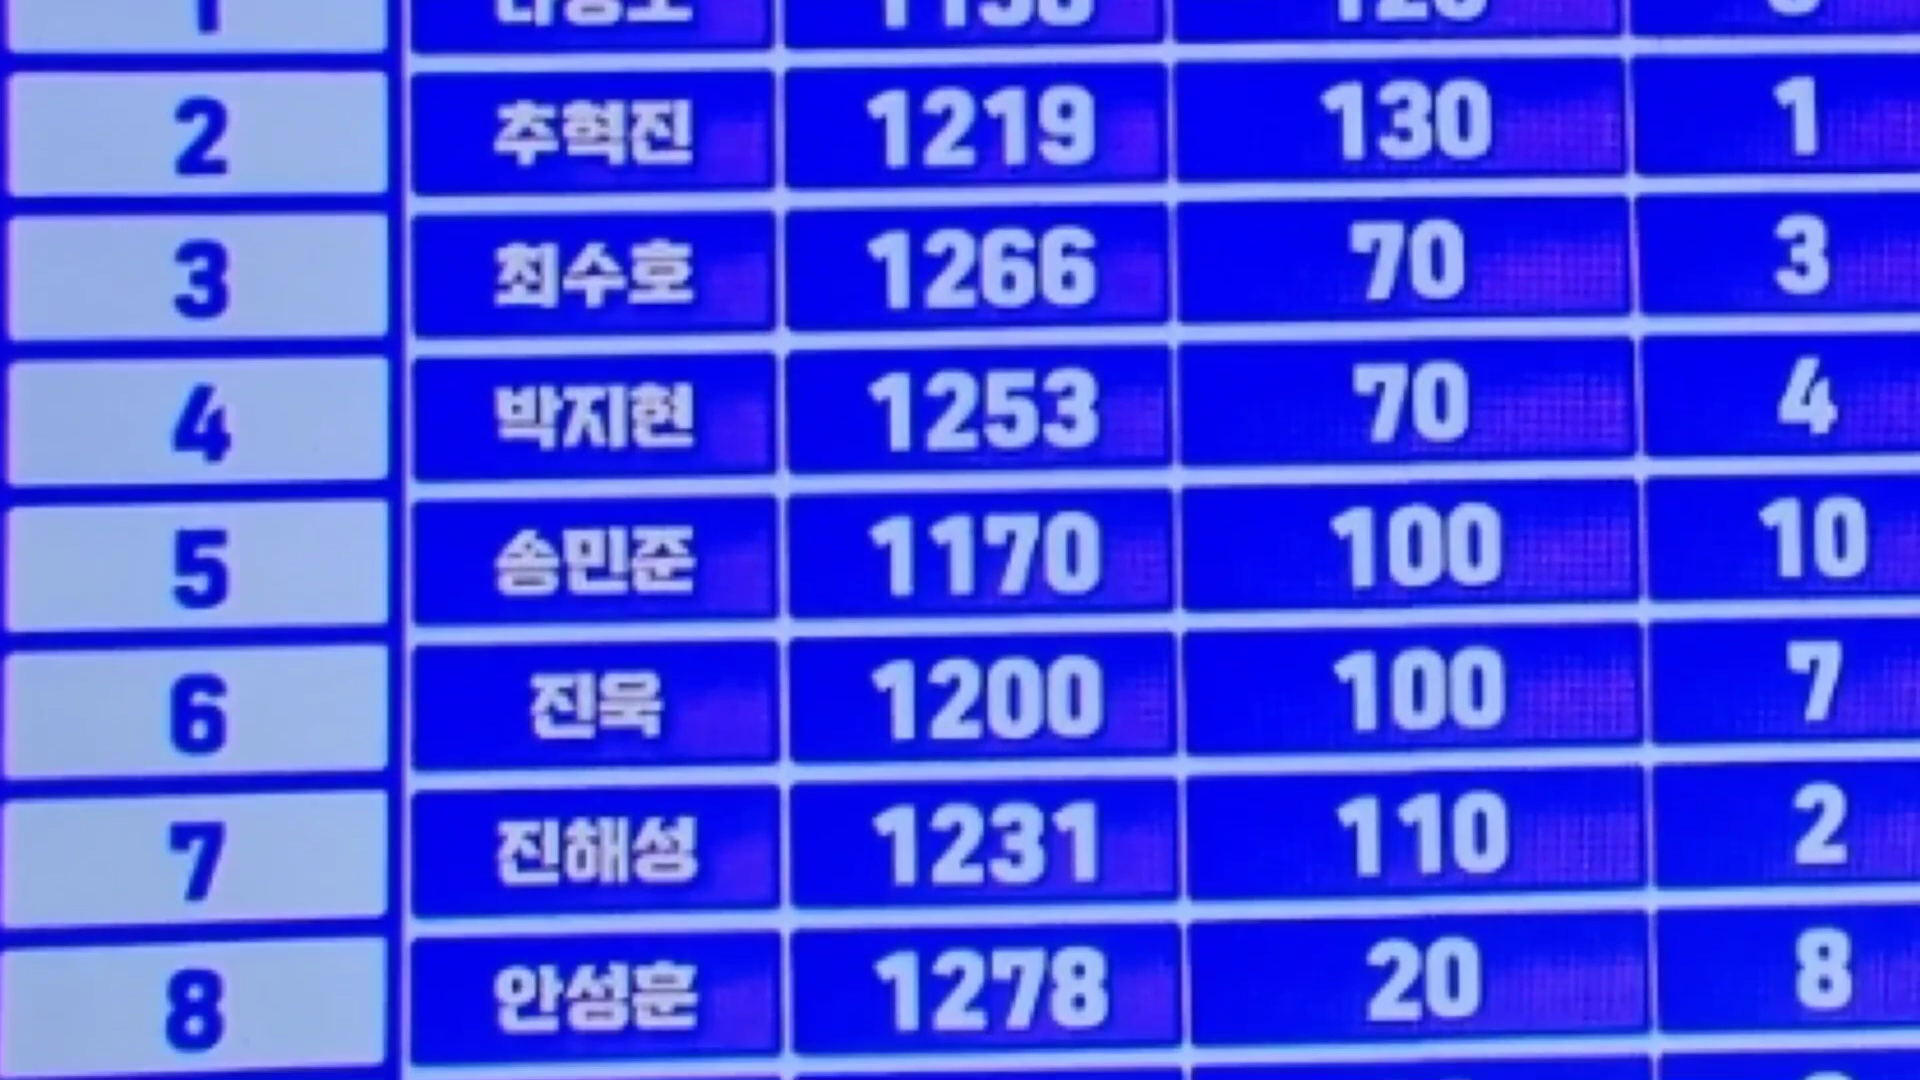 2 추혁진 1219 130 1
3 최수호 1266 70 3
4 박지현 1253 70 4
5 송민준 1170 100 10
6 진욱 1200 100 7
7 진해성 1231 110 2
8 안성훈 1278 20 8